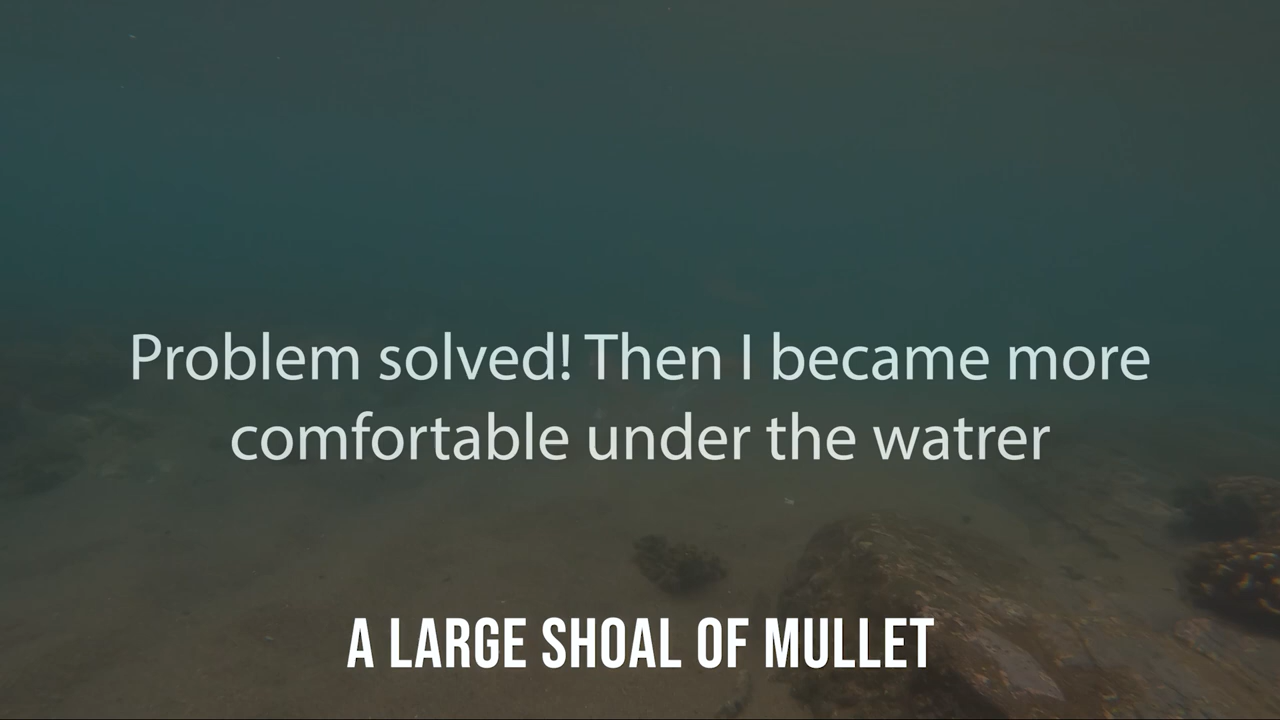 Problem solved! Then I became more
comfortable under the watrer
A LARGE SHOAL OF MULLET